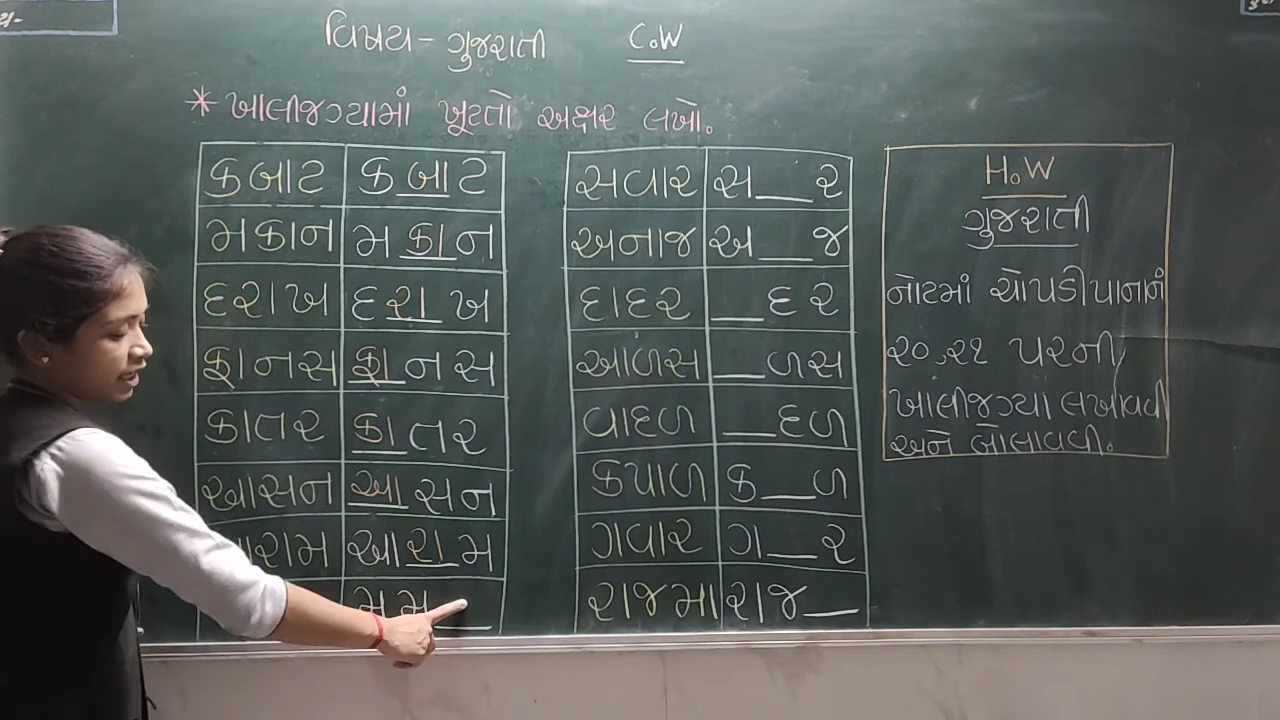 વિષય - ગુજરાતી C.W
* ખાલીજગ્યામાં ખૂટતો અક્ષર લખો.
કબાટ કબાટ
મકાન મકાન
દરાખ દરાખ
ફાનસ ફાનસ
કાતર કાતર
આસન આસન
આરામ
મમ__
સવાર સ__ર
અનાજ અ__જ
દાદર __દર
આળસ __ળસ
વાદળ __દળ
કપાળ ક__ળ
ગવાર ગ__ર
રાજમા રાજ__
H.W
ગુજરાતી
નોટમાં ચોપડીપાનાનં
૨૦,૨૧ પરની
ખાલીજગ્યા લખાવવી
અને બોલાવવી.